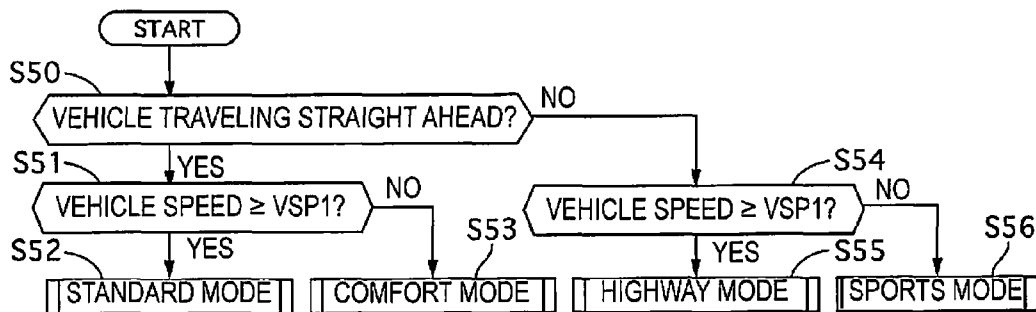 START
S50
VEHICLE TRAVELING STRAIGHT AHEAD?
NO
YES
S51
VEHICLE SPEED ≥ VSP1?
NO
YES
S54
VEHICLE SPEED ≥ VSP1?
NO
YES
S52
STANDARD MODE
S53
COMFORT MODE
S55
HIGHWAY MODE
S56
SPORTS MODE